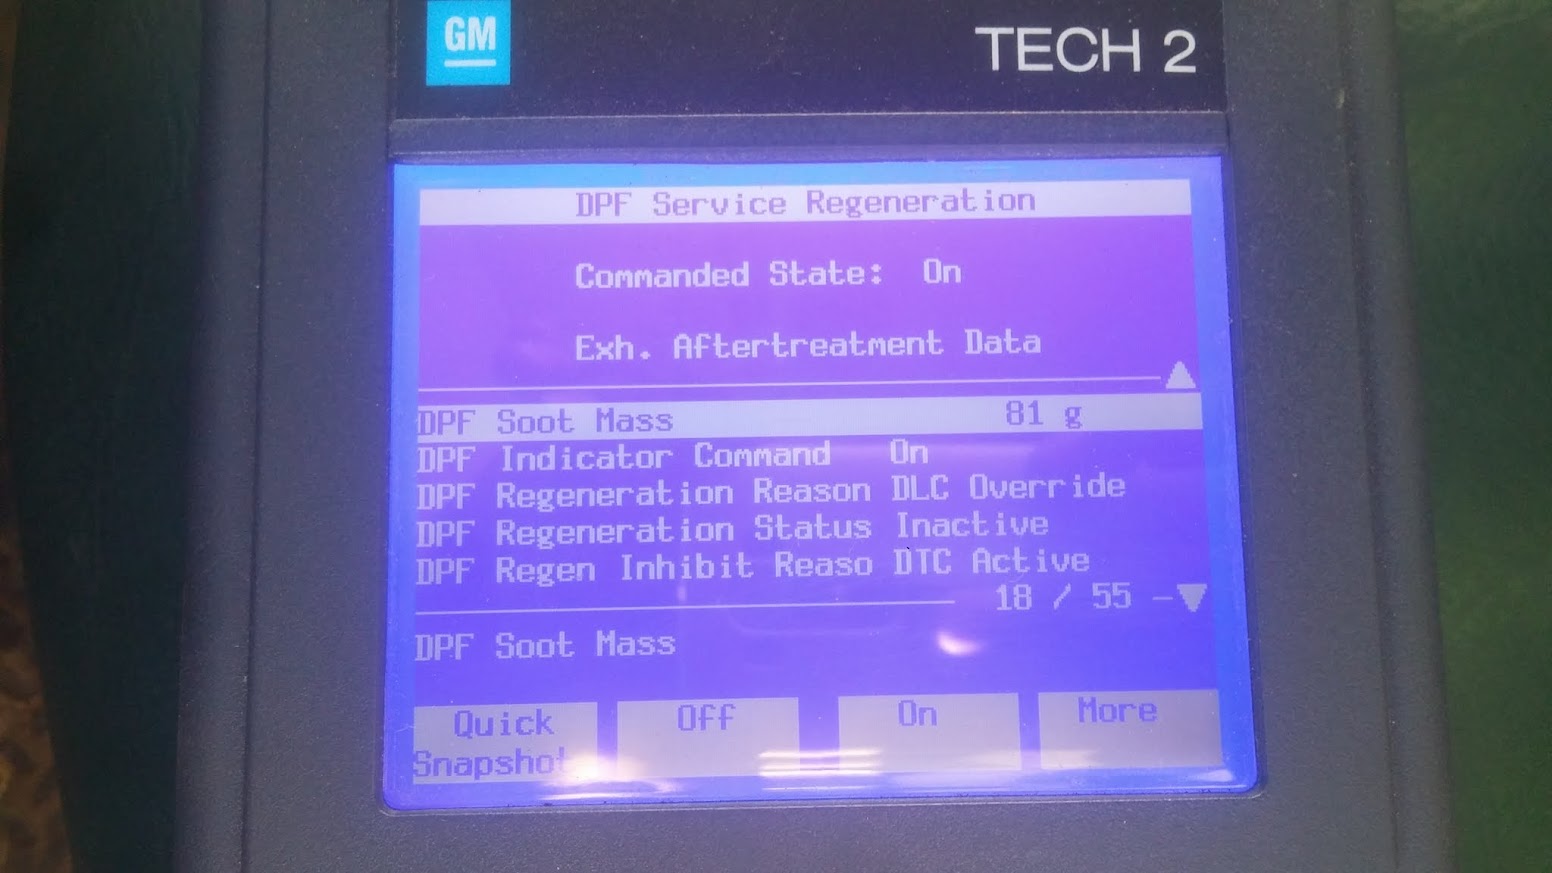 GM
TECH 2
DPF Service Regeneration
Commanded State: On
Exh. Aftertreatment Data
DPF Soot Mass 81 g
DPF Indicator Command On
DPF Regeneration Reason DLC Override
DPF Regeneration Status Inactive
DPF Regen Inhibit Reaso DTC Active
18 / 55
DPF Soot Mass
Quick Snapshot
Off
On
More